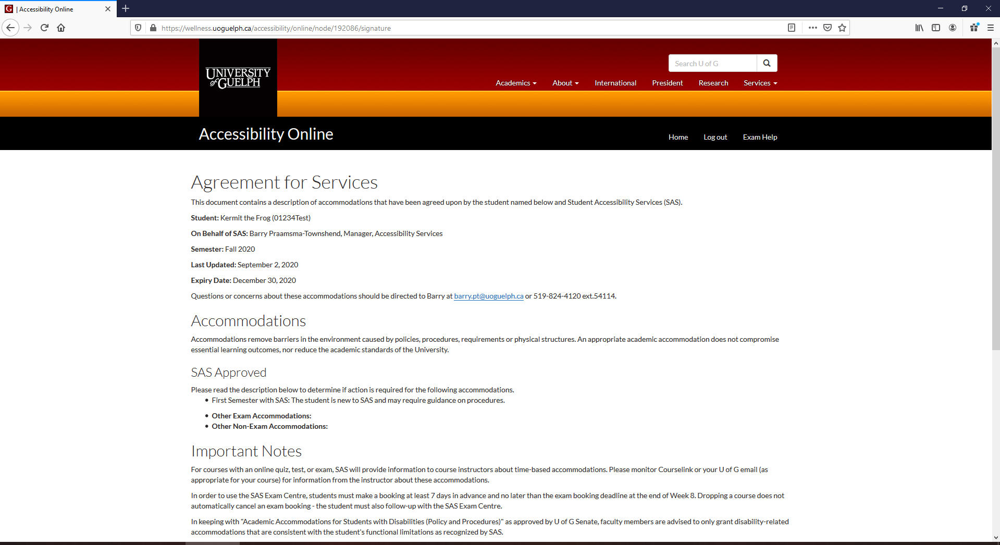 | Accessibility Online
https://wellness.uoguelph.ca/accessibility/online/node/192086/signature
UNIVERSITY
of GUELPH
Search U of G
Academics About International President Research Services
Accessibility Online
Home Log out Exam Help
Agreement for Services
This document contains a description of accommodations that have been agreed upon by the student named below and Student Accessibility Services (SAS).
Student: Kermit the Frog (01234Test)
On Behalf of SAS: Barry Praamsma-Townshend, Manager, Accessibility Services
Semester: Fall 2020
Last Updated: September 2, 2020
Expiry Date: December 30, 2020
Questions or concerns about these accommodations should be directed to Barry at barry.pt@uoguelph.ca or 519-824-4120 ext.54114.
Accommodations
Accommodations remove barriers in the environment caused by policies, procedures, requirements or physical structures. An appropriate academic accommodation does not compromise
essential learning outcomes, nor reduce the academic standards of the University.
SAS Approved
Please read the description below to determine if action is required for the following accommodations.
• First Semester with SAS: The student is new to SAS and may require guidance on procedures.
• Other Exam Accommodations:
• Other Non-Exam Accommodations:
Important Notes
For courses with an online quiz, test, or exam, SAS will provide information to course instructors about time-based accommodations. Please monitor Courselink or your U of G email (as
appropriate for your course) for information from the instructor about these accommodations.
In order to use the SAS Exam Centre, students must make a booking at least 7 days in advance and no later than the exam booking deadline at the end of Week 8. Dropping a course does not
automatically cancel an exam booking - the student must also follow-up with the SAS Exam Centre.
In keeping with "Academic Accommodations for Students with Disabilities (Policy and Procedures)" as approved by U of G Senate, faculty members are advised to only grant disability-related
accommodations that are consistent with the student's functional limitations as recognized by SAS.